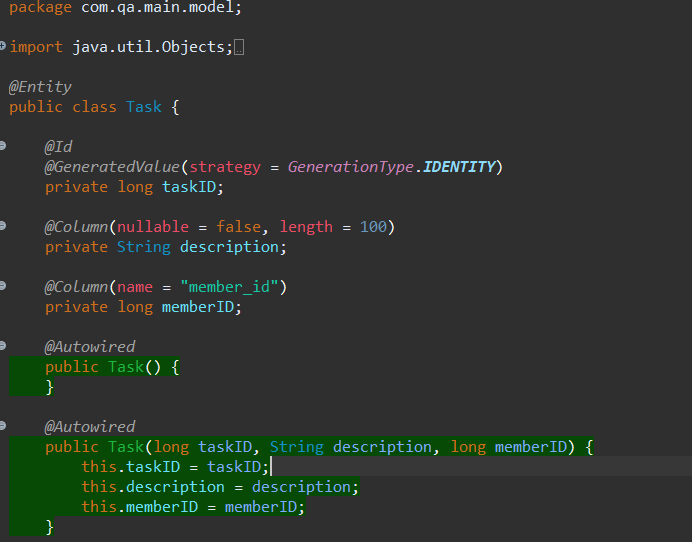 package com.qa.main.model;
import java.util.Objects;
@Entity
public class Task {
@Id
@GeneratedValue(strategy = GenerationType.IDENTITY)
private long taskID;
@Column(nullable = false, length = 100)
private String description;
@Column(name = "member_id")
private long memberID;
@Autowired
public Task() {
}
@Autowired
public Task(long taskID, String description, long memberID) {
this.taskID = taskID;
this.description = description;
this.memberID = memberID;
}